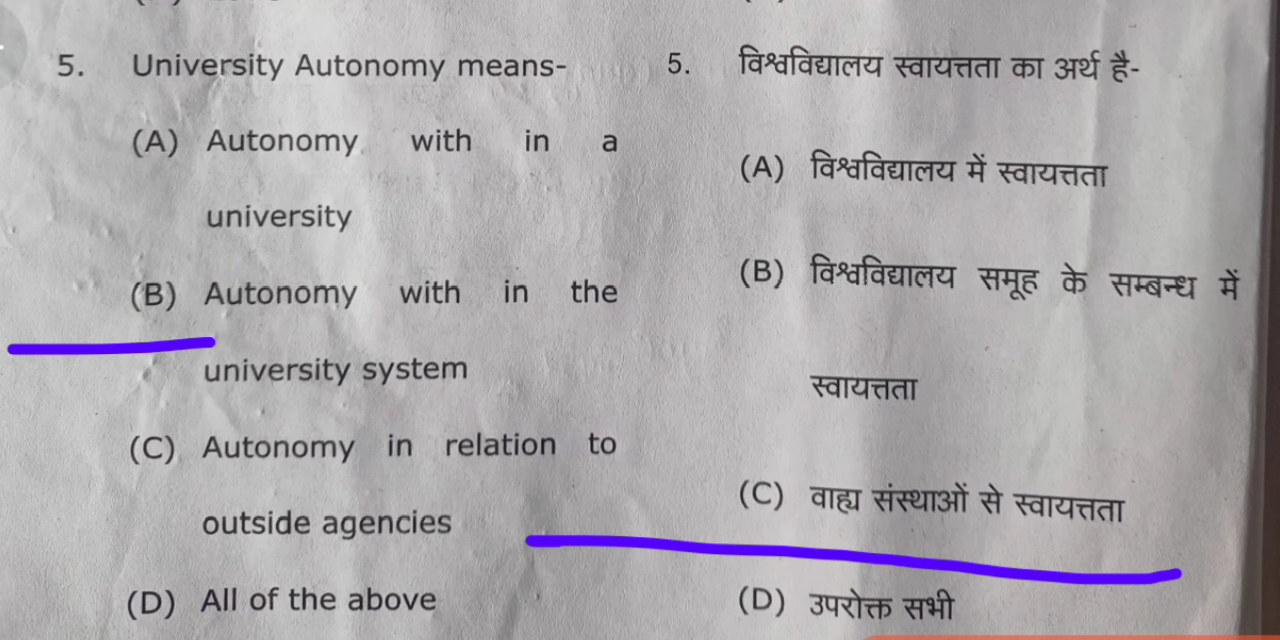 5. University Autonomy means-
(A) Autonomy with in a
university
(B) Autonomy with in the
university system
(C) Autonomy in relation to
outside agencies
(D) All of the above
5. विश्वविद्यालय स्वायत्तता का अर्थ है-
(A) विश्वविद्यालय में स्वायत्तता
(B) विश्वविद्यालय समूह के सम्बन्ध में
स्वायत्तता
(C) वाह्य संस्थाओं से स्वायत्तता
(D) उपरोक्त सभी